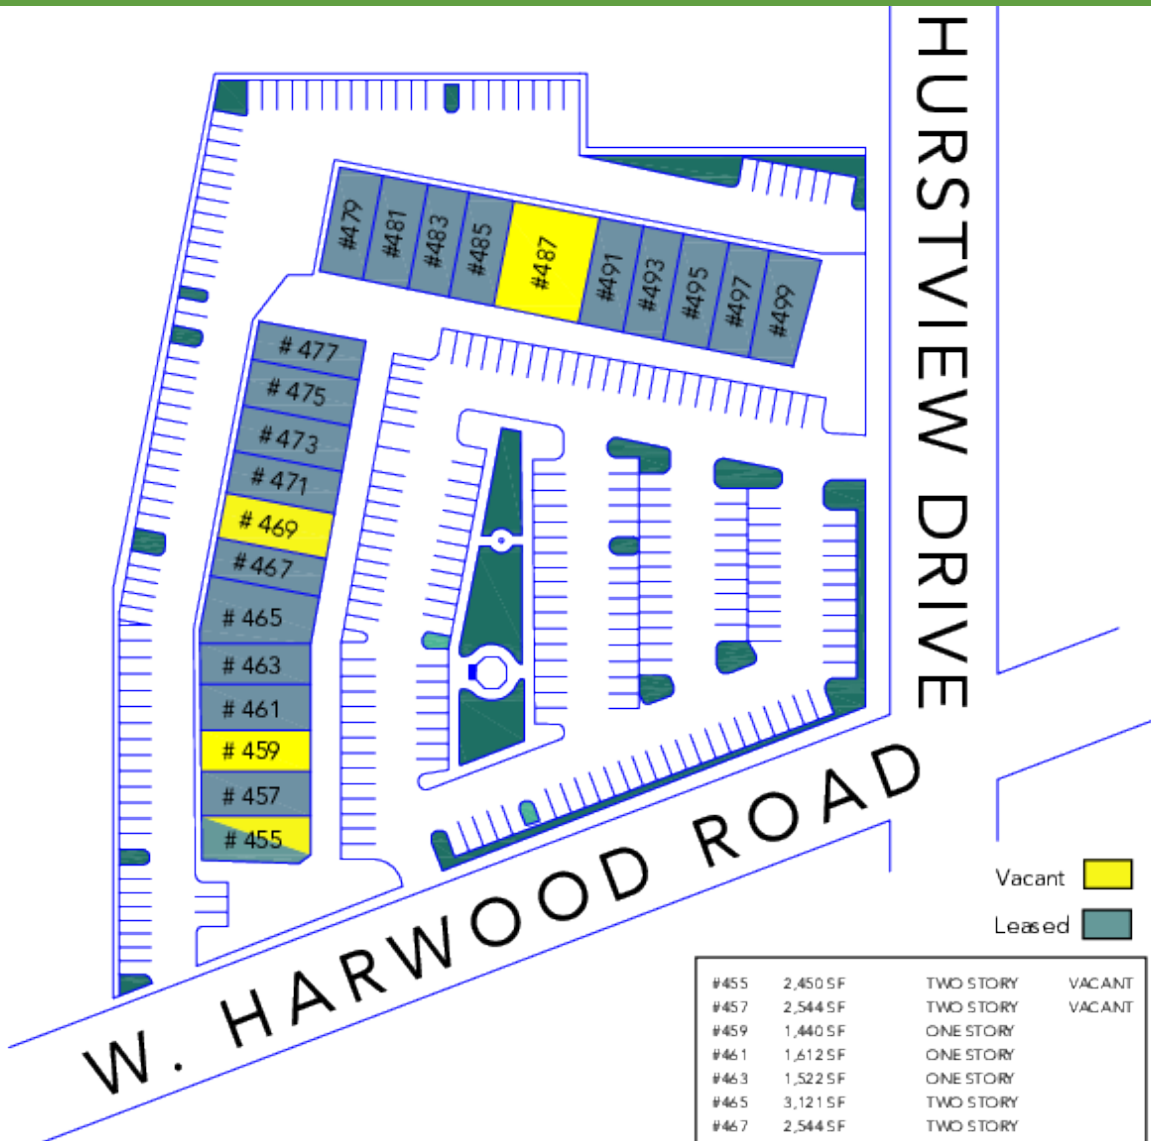 HURSTVIEW DRIVE
#479
#481
#483
#485
#487
#491
#493
#495
#497
#499
# 477
# 475
# 473
# 471
# 469
# 467
# 465
# 463
# 461
# 459
# 457
# 455
W. HARWOOD ROAD
Vacant
Leased
#455 2,450 SF TWO STORY VACANT
#457 2,544 SF TWO STORY VACANT
#459 1,440 SF ONE STORY
#461 1,612 SF ONE STORY
#463 1,522 SF ONE STORY
#465 3,121 SF TWO STORY
#467 2,544 SF TWO STORY